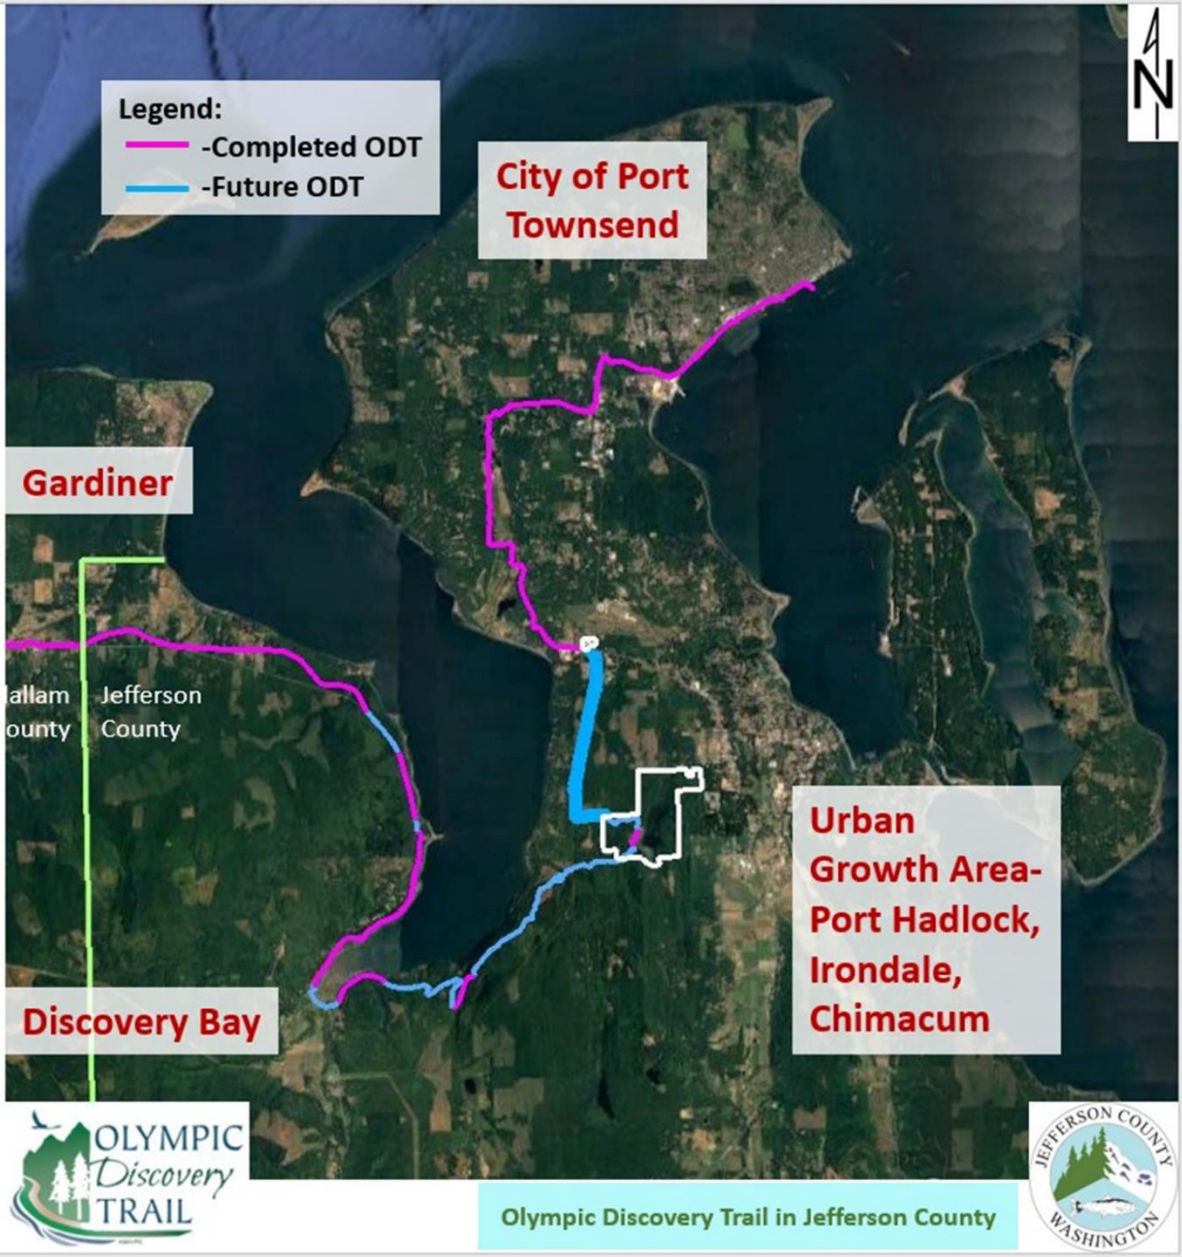 N
Legend:
-Completed ODT
-Future ODT
City of Port
Townsend
Gardiner
allam
ounty
Jefferson
County
Urban
Growth Area-
Port Hadlock,
Irondale,
Chimacum
Discovery Bay
OLYMPIC
Discovery
TRAIL
Olympic Discovery Trail in Jefferson County
JEFFERSON COUNTY
WASHINGTON